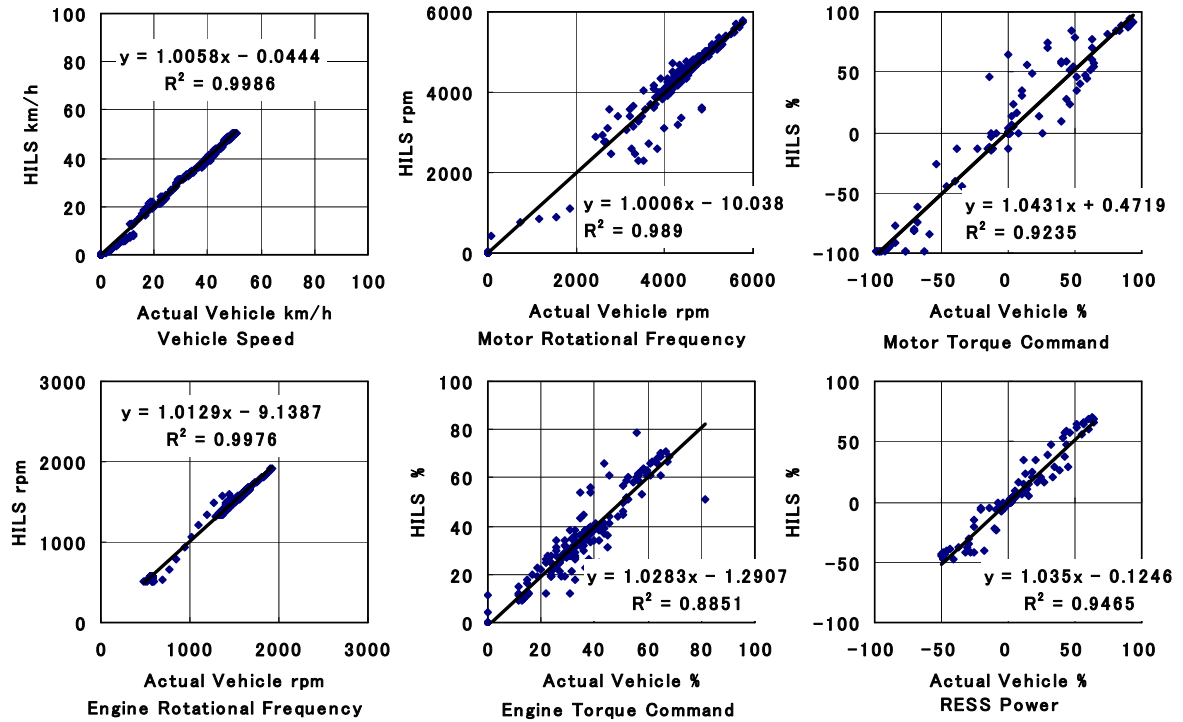 100
80
60
40
20
0
HILS km/h
y = 1.0058x − 0.0444
R² = 0.9986
0 20 40 60 80 100
Actual Vehicle km/h
Vehicle Speed
6000
4000
2000
0
HILS rpm
y = 1.0006x − 10.038
R² = 0.989
0 2000 4000 6000
Actual Vehicle rpm
Motor Rotational Frequency
100
50
0
−50
−100
HILS %
y = 1.0431x + 0.4719
R² = 0.9235
−100 −50 0 50 100
Actual Vehicle %
Motor Torque Command
3000
2000
1000
0
HILS rpm
y = 1.0129x − 9.1387
R² = 0.9976
0 1000 2000 3000
Actual Vehicle rpm
Engine Rotational Frequency
100
80
60
40
20
0
HILS %
y = 1.0283x − 1.2907
R² = 0.8851
0 20 40 60 80 100
Actual Vehicle %
Engine Torque Command
100
50
0
−50
−100
HILS %
y = 1.035x − 0.1246
R² = 0.9465
−100 −50 0 50 100
Actual Vehicle %
RESS Power